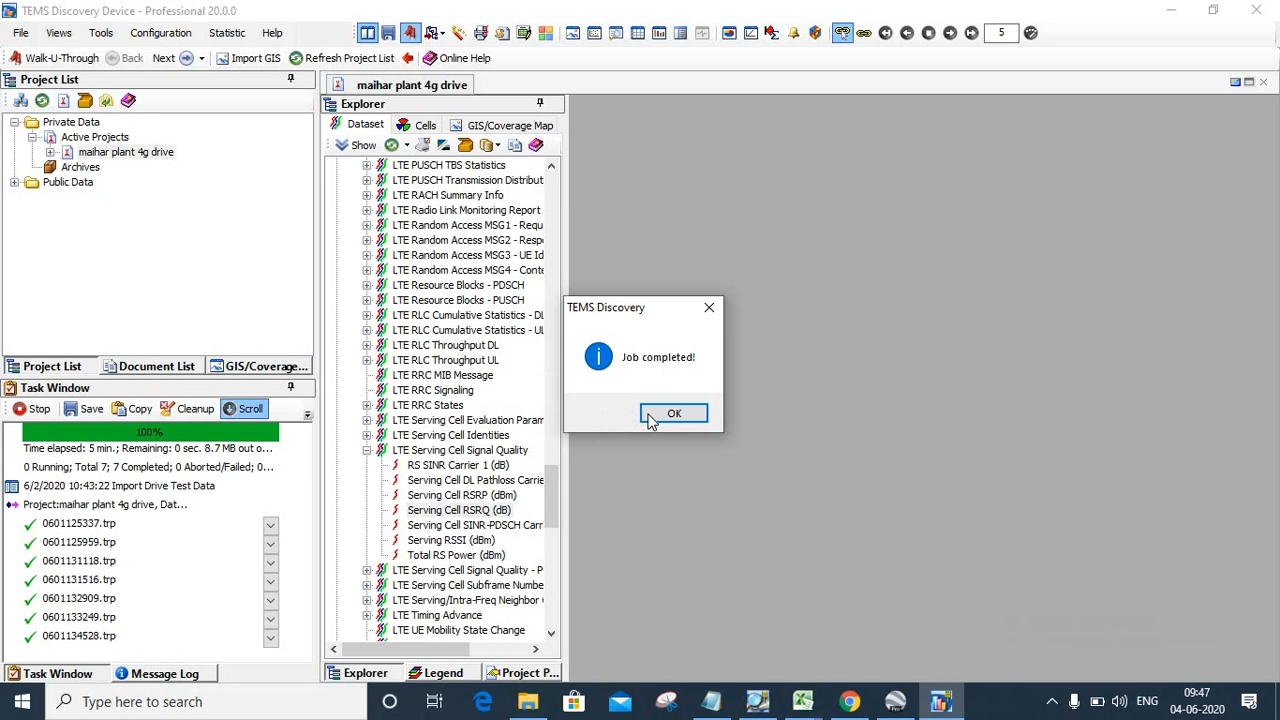 TEMS Discovery Device - Professional 20.0.0
File Views Tools Configuration Statistic Help
5
Walk-U-Through Back Next Import GIS Refresh Project List Online Help
Project List
Private Data
Active Projects
maihar plant 4g drive
Archives
Public Data
Project List Document List GIS/Coverage...
Task Window
Stop Save Copy Cleanup Scroll
100%
Time elapsed: 5 min.; Remaining: 0 sec. 8.7 MB out o...
0 Running; Total 7; 7 Completed; 0 Aborted/Failed; 0...
6/2/2020 10:43:22 Import Drive Test Data
Project:maihar plant 4g drive, Dat...
0601125337.trp
0601125959.trp
0601131118.trp
0601131516.trp
0601132909.trp
0601133249.trp
0601134528.trp
Task Window Message Log
maihar plant 4g drive
Explorer
Dataset Cells GIS/Coverage Map
Show
LTE PUSCH TBS Statistics
LTE PUSCH Transmission Distribut
LTE RACH Summary Info
LTE Radio Link Monitoring Report
LTE Random Access MSG1 - Requ
LTE Random Access MSG2 - Resp
LTE Random Access MSG3 - UE Id
LTE Random Access MSG4 - Conte
LTE Resource Blocks - PDSCH
LTE Resource Blocks - PUSCH
LTE RLC Cumulative Statistics - DL
LTE RLC Cumulative Statistics - UL
LTE RLC Throughput DL
LTE RLC Throughput UL
LTE RRC MIB Message
LTE RRC Signaling
LTE RRC States
LTE Serving Cell Evaluation Param
LTE Serving Cell Identities
LTE Serving Cell Signal Quality
RS SINR Carrier 1 (dB)
Serving Cell DL Pathloss Carrie
Serving Cell RSRP (dBm)
Serving Cell RSRQ (dB)
Serving Cell SINR-PDSCH Carr
Serving RSSI (dBm)
Total RS Power (dBm)
LTE Serving Cell Signal Quality - P
LTE Serving Cell Subframe Numbe
LTE Serving/Intra-Freq Neighbor
LTE Timing Advance
LTE UE Mobility State Change
Explorer Legend Project P...
TEMS Discovery
Job completed!
OK
Type here to search
ENG
09:47
04-06-2020